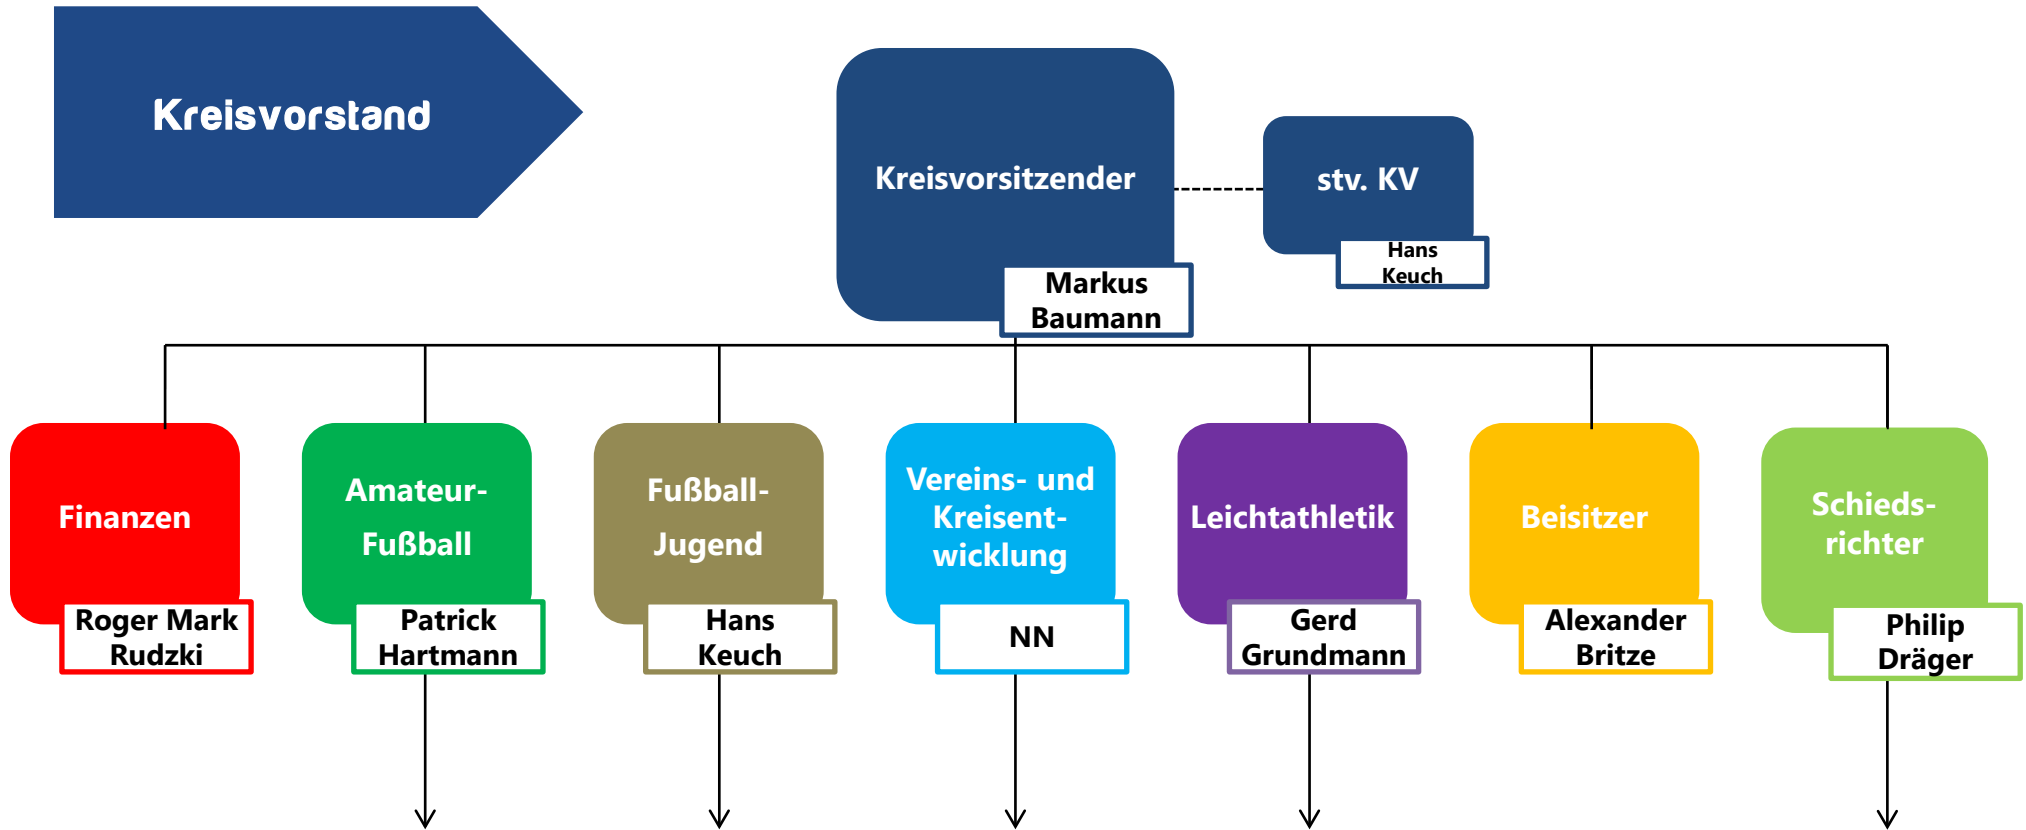 Kreisvorstand
Kreisvorsitzender
Markus
Baumann
stv. KV
Hans
Keuch
Finanzen
Roger Mark
Rudzki
Amateur-
Fußball
Patrick
Hartmann
Fußball-
Jugend
Hans
Keuch
Vereins- und
Kreisent-
wicklung
NN
Leichtathletik
Gerd
Grundmann
Beisitzer
Alexander
Britze
Schieds-
richter
Philip
Dräger